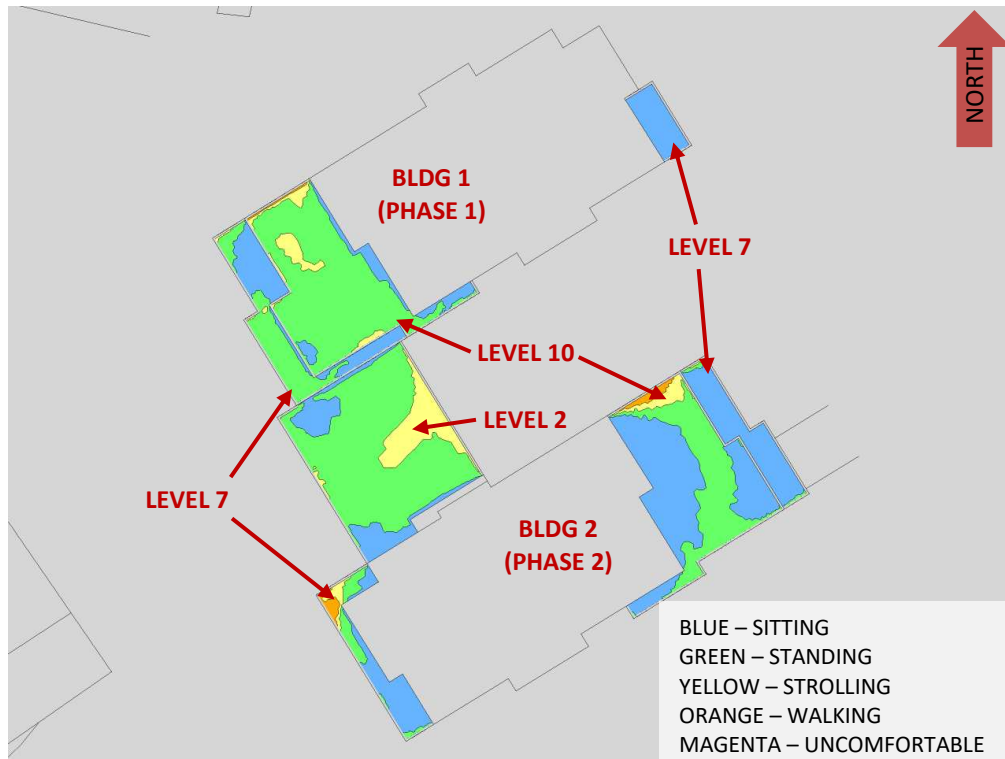 NORTH
BLDG 1
(PHASE 1)
LEVEL 7
LEVEL 10
LEVEL 2
LEVEL 7
BLDG 2
(PHASE 2)
BLUE – SITTING
GREEN – STANDING
YELLOW – STROLLING
ORANGE – WALKING
MAGENTA – UNCOMFORTABLE